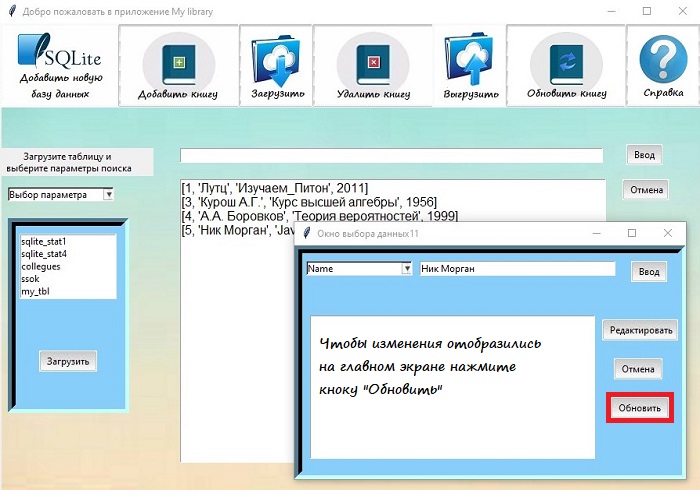 Добро пожаловать в приложение My library
SQLite
Добавить новую
базу данных
Добавить книгу
Загрузить
Удалить книгу
Выгрузить
Обновить книгу
Справка
Загрузите таблицу и
выберите параметры поиска
Ввод
Выбор параметра
Отмена
[1, 'Лутц', 'Изучаем_Питон', 2011]
[3, 'Курош А.Г.', 'Курс высшей алгебры', 1956]
[4, 'А.А. Боровков', 'Теория вероятностей', 1999]
[5, 'Ник Морган', 'Jav
sqlite_stat1
sqlite_stat4
collegues
ssok
my_tbl
Загрузить
Окно выбора данных11
Name
Ник Морган
Ввод
Чтобы изменения отобразились
на главном экране нажмите
кноку "Обновить"
Редактировать
Отмена
Обновить